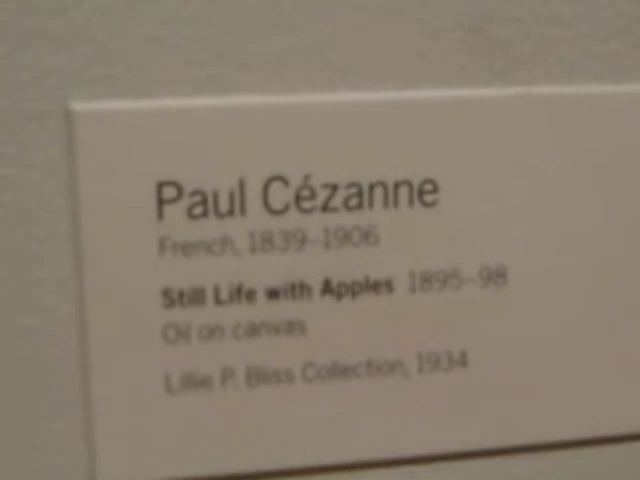 Paul Cézanne
French, 1839–1906
Still Life with Apples 1895–98
Oil on canvas
Lillie P. Bliss Collection, 1934